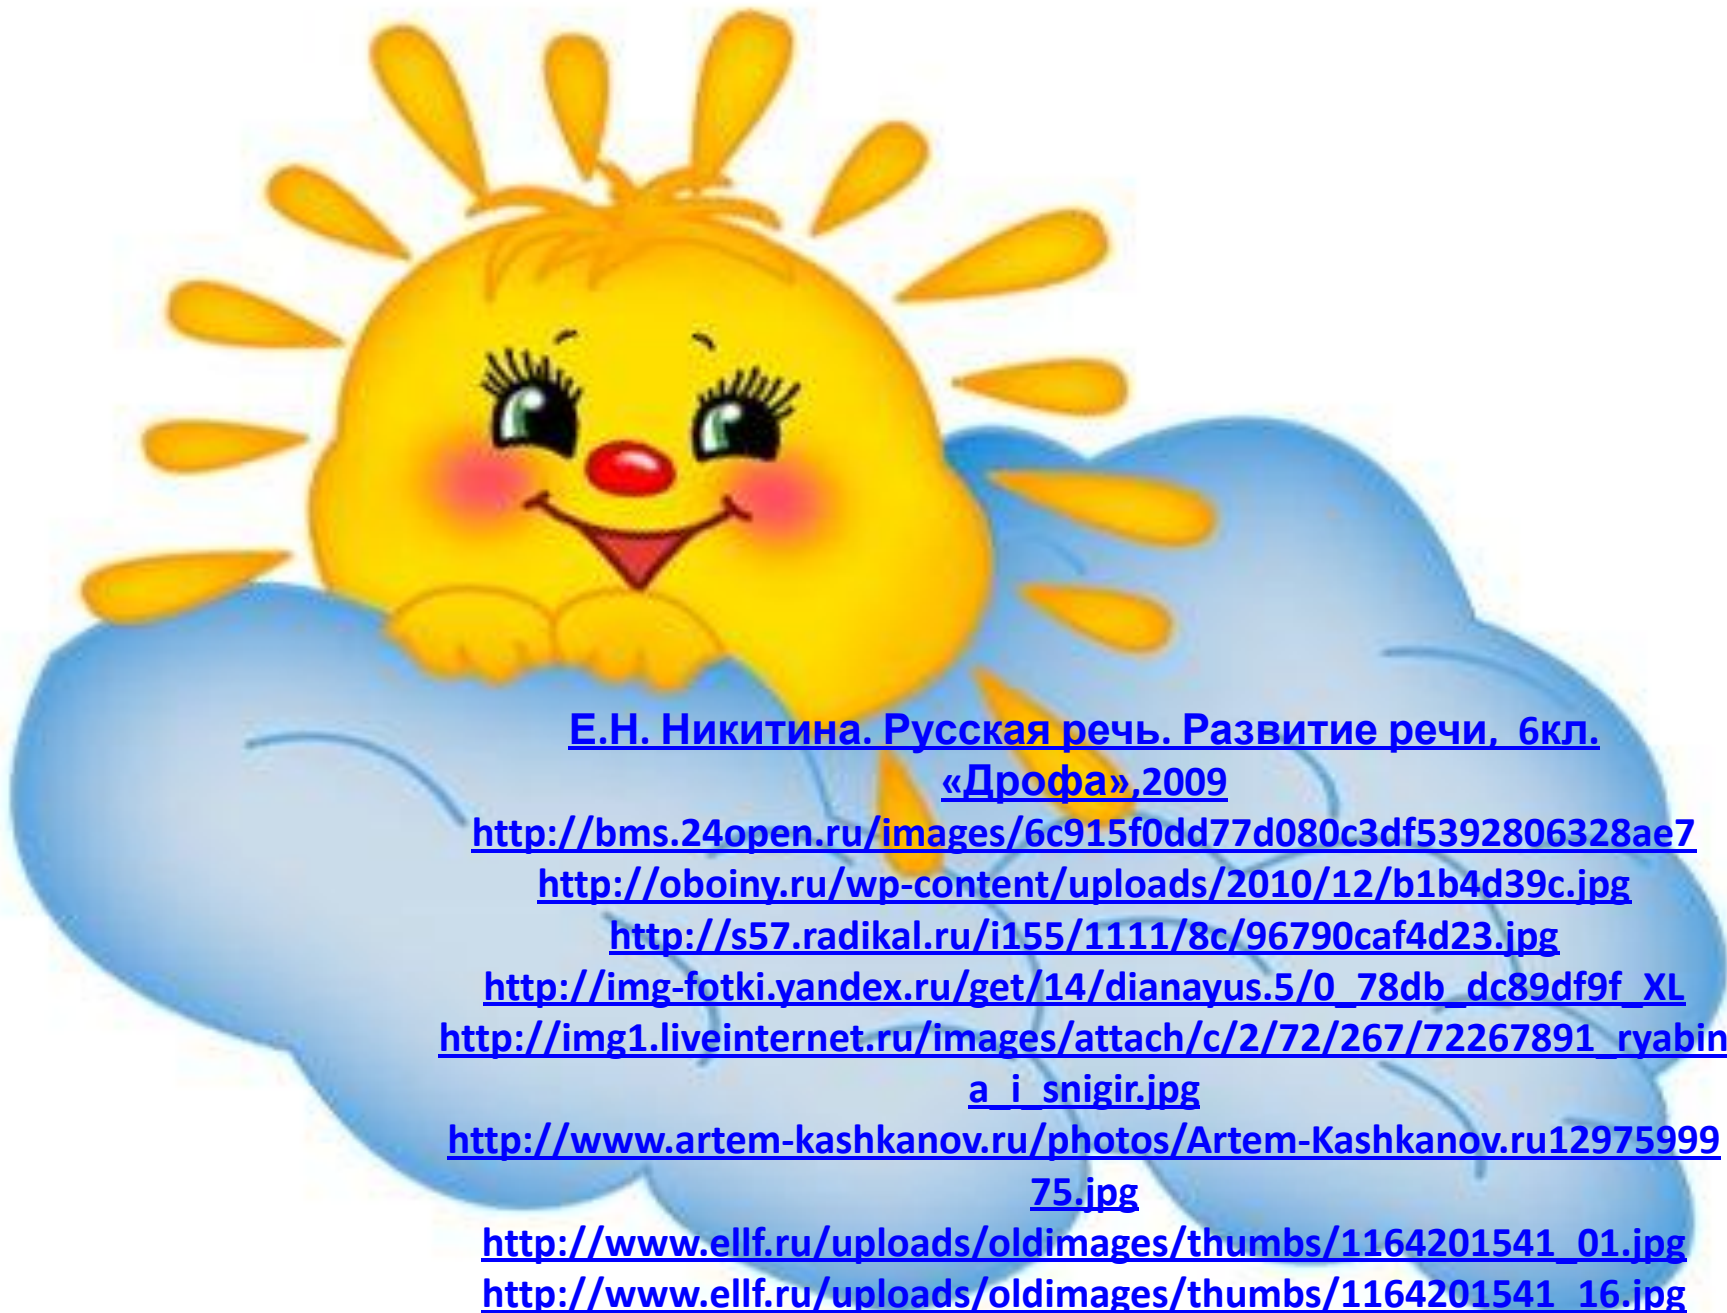 Е.Н. Никитина. Русская речь. Развитие речи, 6кл.
«Дрофа»,2009
http://bms.24open.ru/images/6c915f0dd77d080c3df5392806328ae7
http://oboiny.ru/wp-content/uploads/2010/12/b1b4d39c.jpg
http://s57.radikal.ru/i155/1111/8c/96790caf4d23.jpg
http://img-fotki.yandex.ru/get/14/dianayus.5/0_78db_dc89df9f_XL
http://img1.liveinternet.ru/images/attach/c/2/72/267/72267891_ryabin
a_i_snigir.jpg
http://www.artem-kashkanov.ru/photos/Artem-Kashkanov.ru12975999
75.jpg
http://www.ellf.ru/uploads/oldimages/thumbs/1164201541_01.jpg
http://www.ellf.ru/uploads/oldimages/thumbs/1164201541_16.jpg